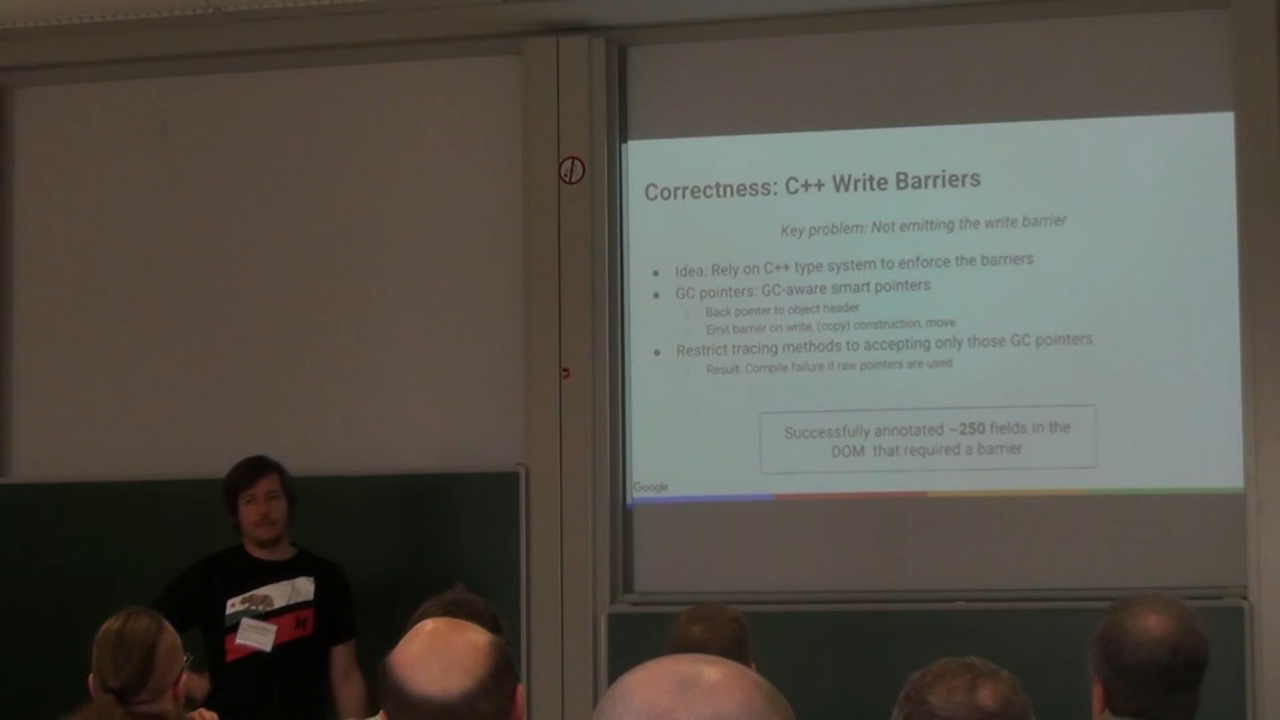 Correctness: C++ Write Barriers
Key problem: Not emitting the write barrier
Idea: Rely on C++ type system to enforce the barriers
GC pointers: GC-aware smart pointers
Back pointer to object header
Emit barrier on write, (copy) construction, move
Restrict tracing methods to accepting only those GC pointers
Result: Compile failure if raw pointers are used
Successfully annotated ~250 fields in the
DOM that required a barrier
Google